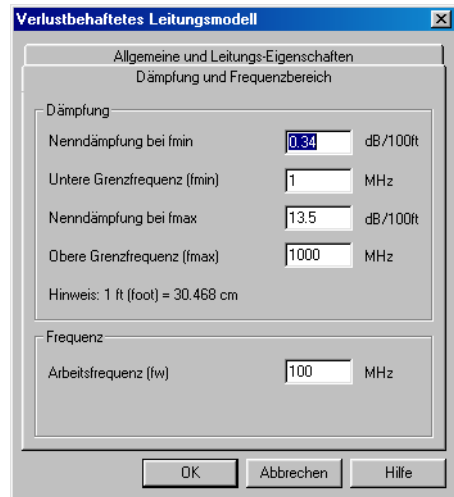 Verlustbehaftetes Leitungsmodell
Allgemeine und Leitungs-Eigenschaften
Dämpfung und Frequenzbereich
Dämpfung
Nenndämpfung bei fmin 0.34 dB/100ft
Untere Grenzfrequenz (fmin) 1 MHz
Nenndämpfung bei fmax 13.5 dB/100ft
Obere Grenzfrequenz (fmax) 1000 MHz
Hinweis: 1 ft (foot) = 30.468 cm
Frequenz
Arbeitsfrequenz (fw) 100 MHz
OK Abbrechen Hilfe